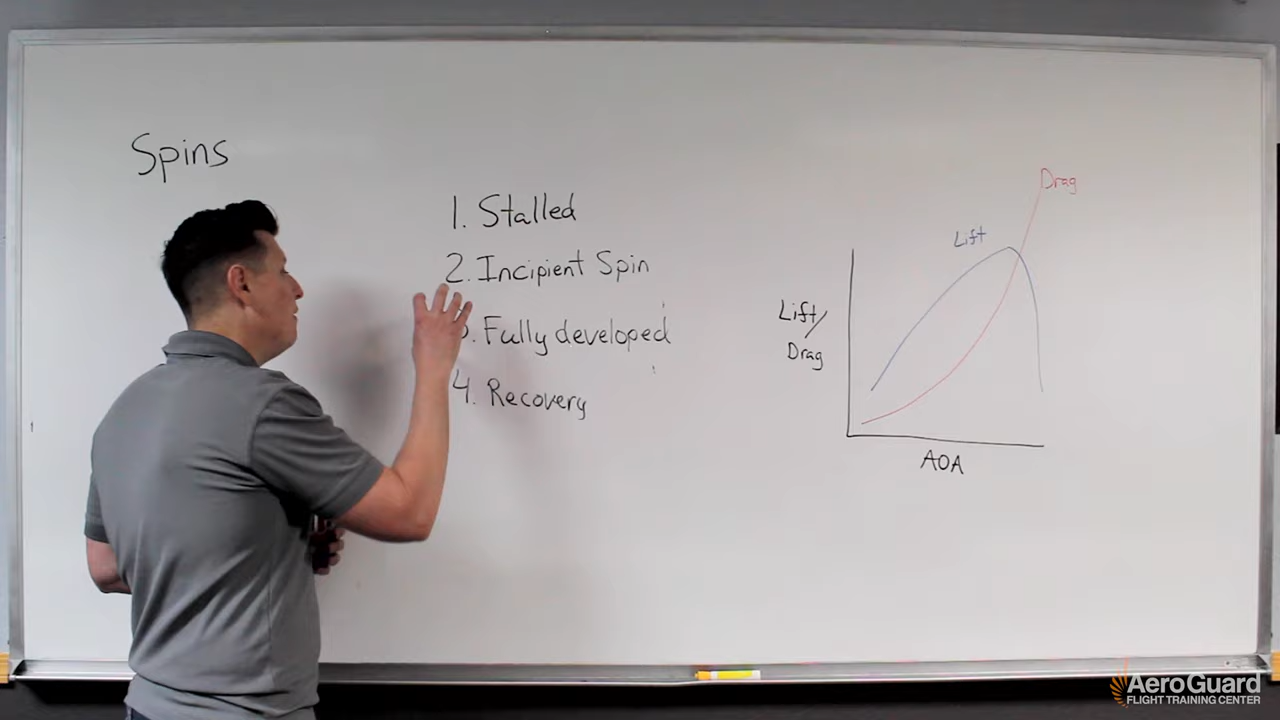 Spins
1. Stalled
2. Incipient Spin
3. Fully developed
4. Recovery
Drag
Lift
Lift/
Drag
AOA
AeroGuard
FLIGHT TRAINING CENTER